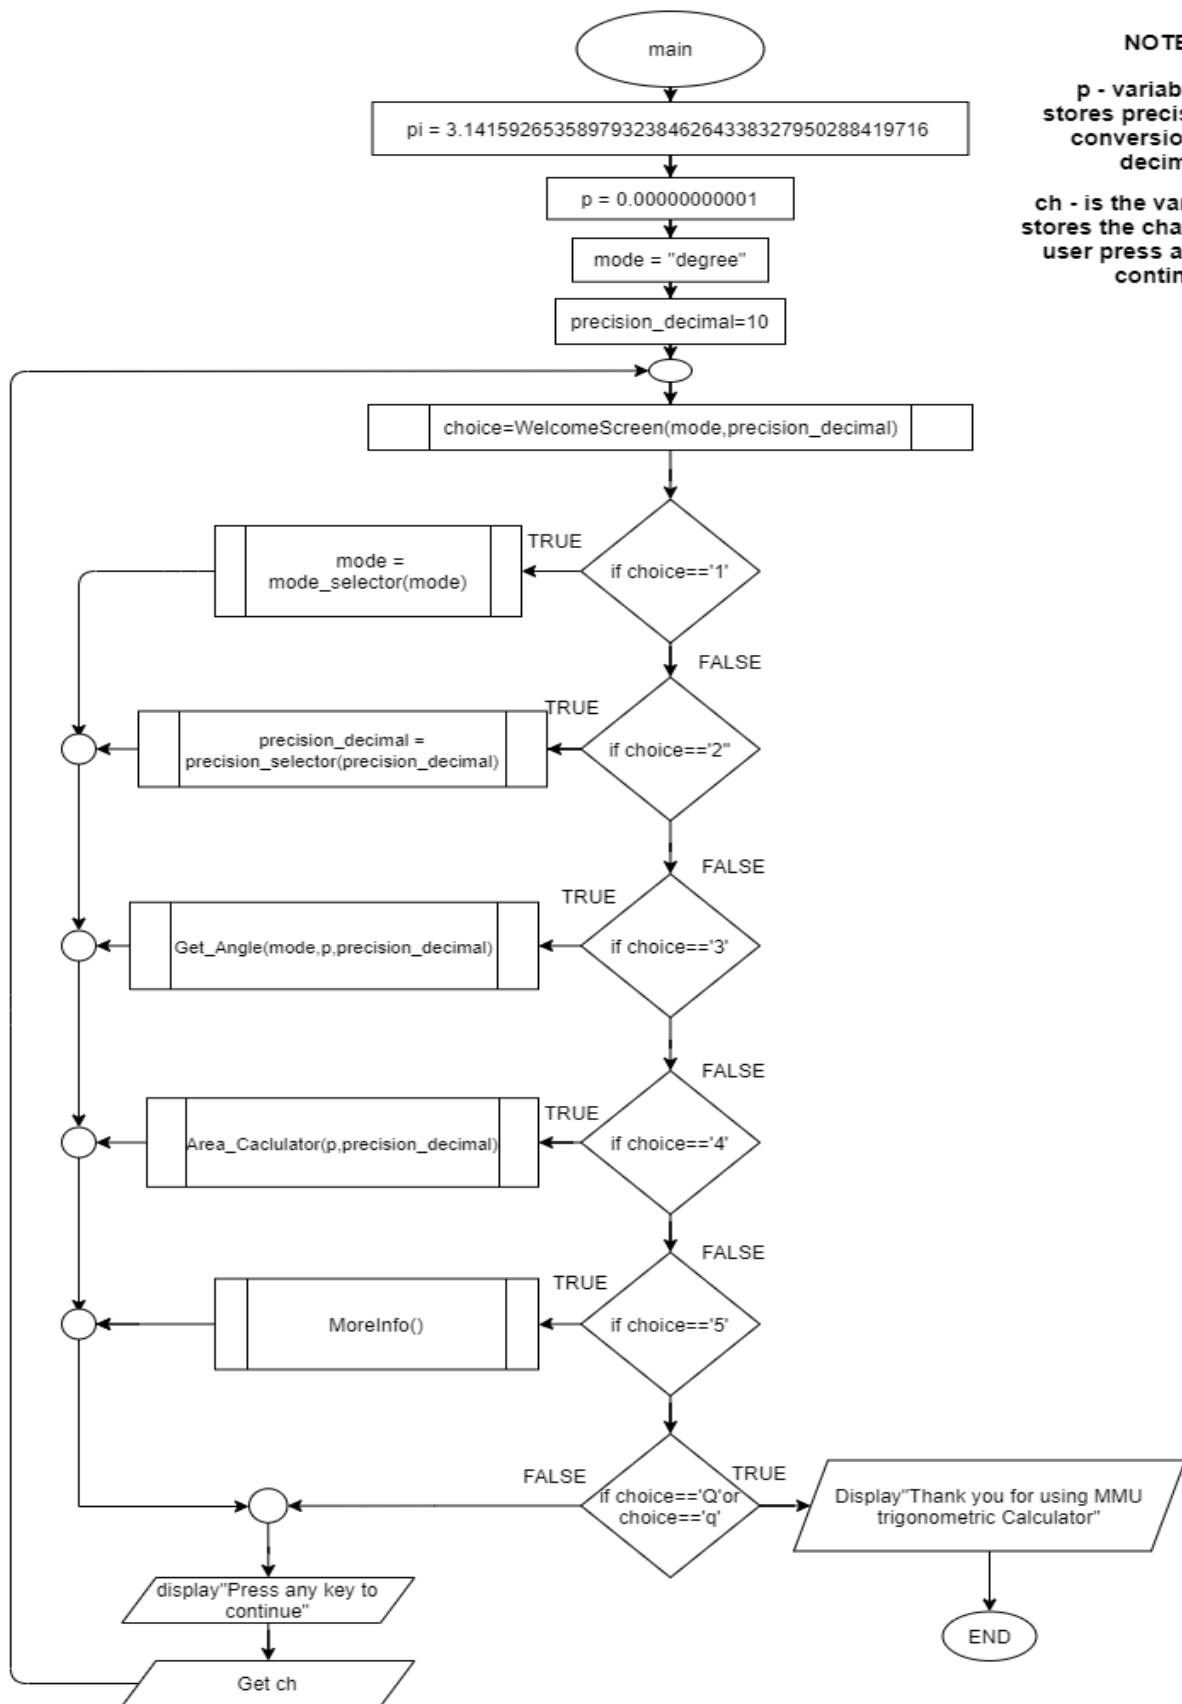 main
NOTE
pi = 3.1415926535897932384626433832795028841971​6
p - variab
stores precis
conversio
decim
p = 0.00000000001
ch - is the var
stores the cha
user press a
contin
mode = "degree"
precision_decimal=10
choice=WelcomeScreen(mode,precision_decimal)
if choice=='1'
TRUE
mode =
mode_selector(mode)
FALSE
if choice=='2"
TRUE
precision_decimal =
precision_selector(precision_decimal)
FALSE
if choice=='3'
TRUE
Get_Angle(mode,p,precision_decimal)
FALSE
if choice=='4'
TRUE
Area_Caclulator(p,precision_decimal)
FALSE
if choice=='5'
TRUE
MoreInfo()
if choice=='Q'or
choice=='q'
FALSE
TRUE
Display"Thank you for using MMU
trigonometric Calculator"
END
display"Press any key to
continue"
Get ch